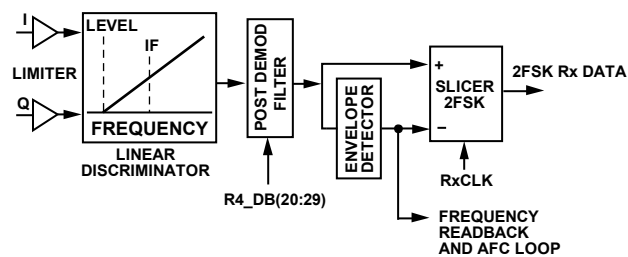 I
LIMITER
Q
LEVEL
IF
FREQUENCY
LINEAR
DISCRIMINATOR
POST DEMOD
FILTER
R4_DB(20:29)
ENVELOPE
DETECTOR
+
SLICER
2FSK
−
2FSK Rx DATA
RxCLK
FREQUENCY
READBACK
AND AFC LOOP